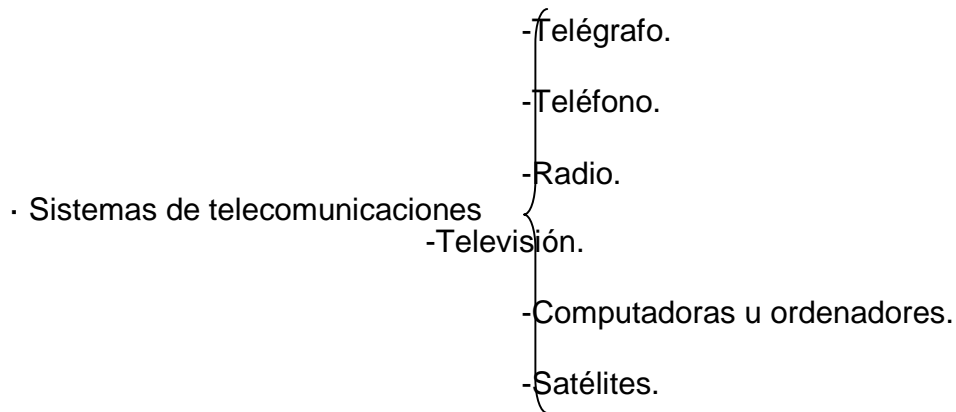 -Telégrafo.
-Teléfono.
-Radio.
· Sistemas de telecomunicaciones
-Televisión.
-Computadoras u ordenadores.
-Satélites.